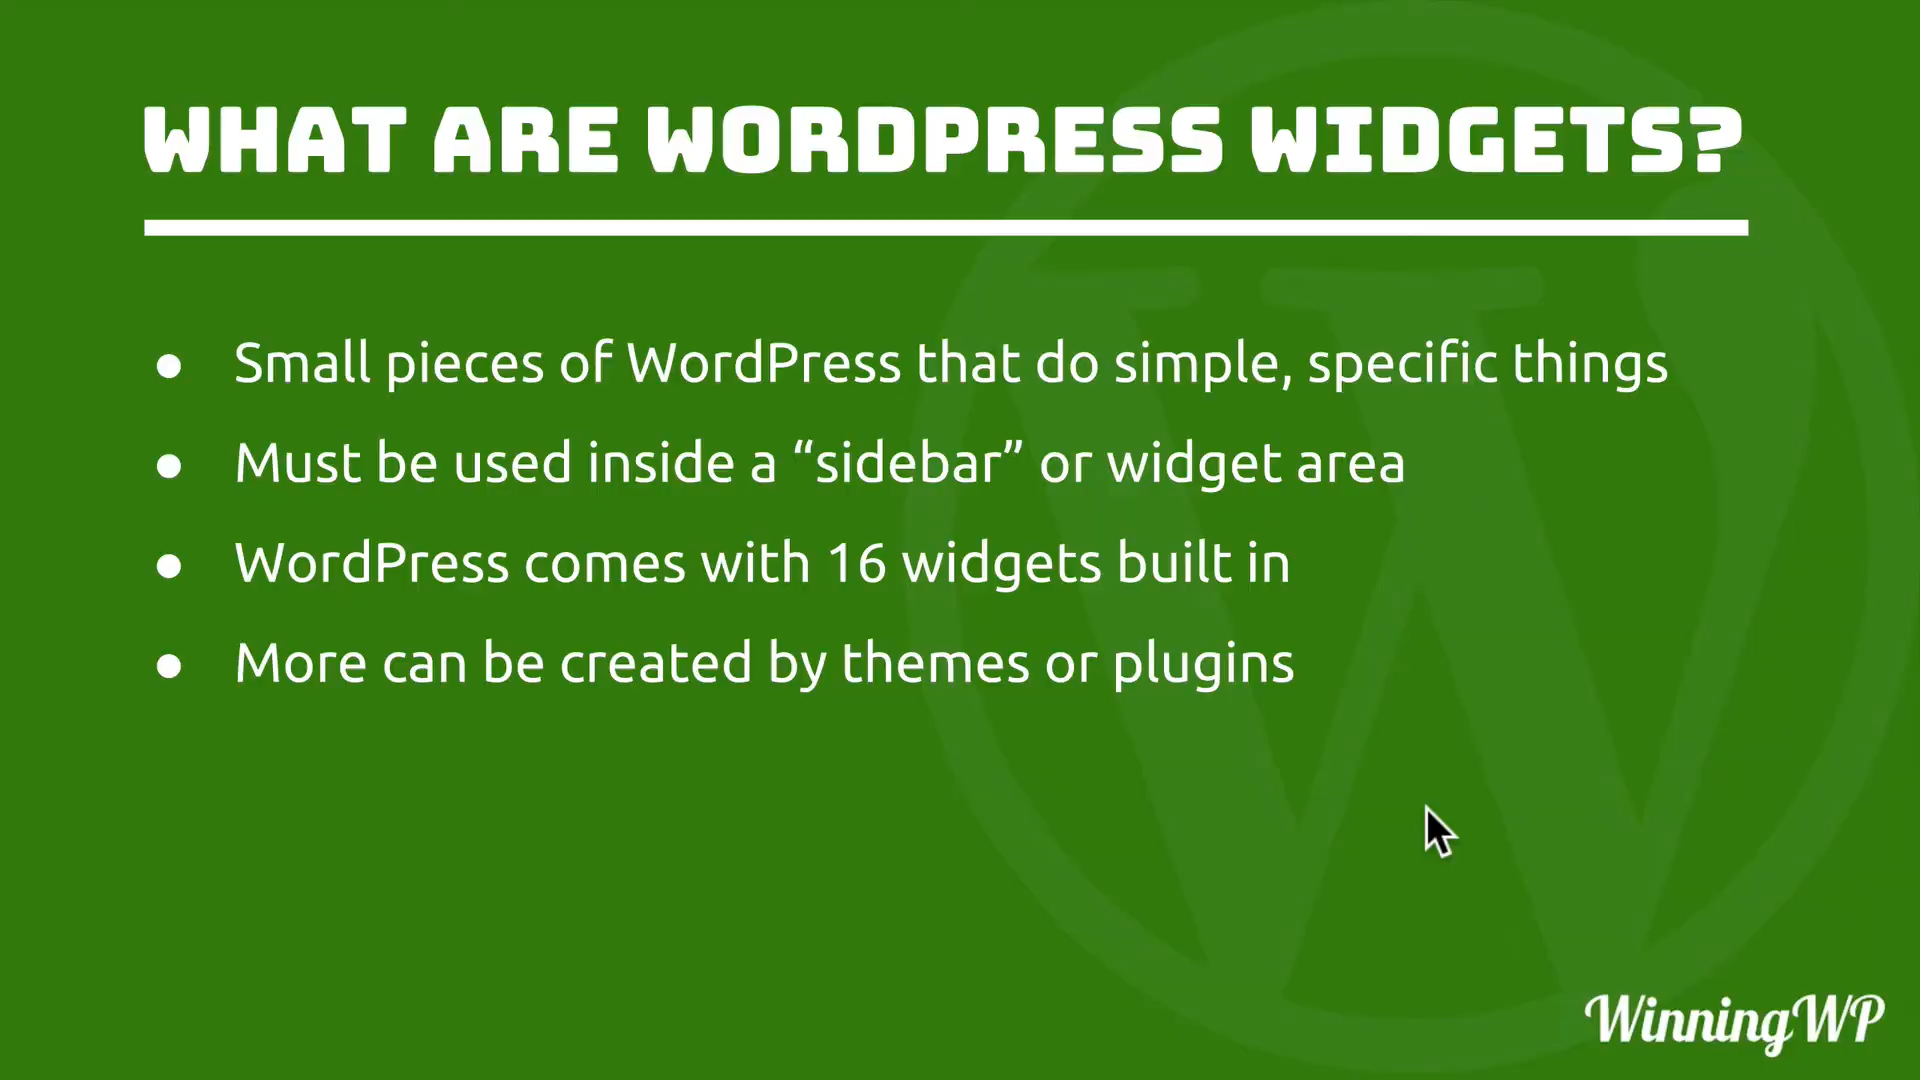 WHAT ARE WORDPRESS WIDGETS?
● Small pieces of WordPress that do simple, specific things
● Must be used inside a “sidebar” or widget area
● WordPress comes with 16 widgets built in
● More can be created by themes or plugins
WinningWP